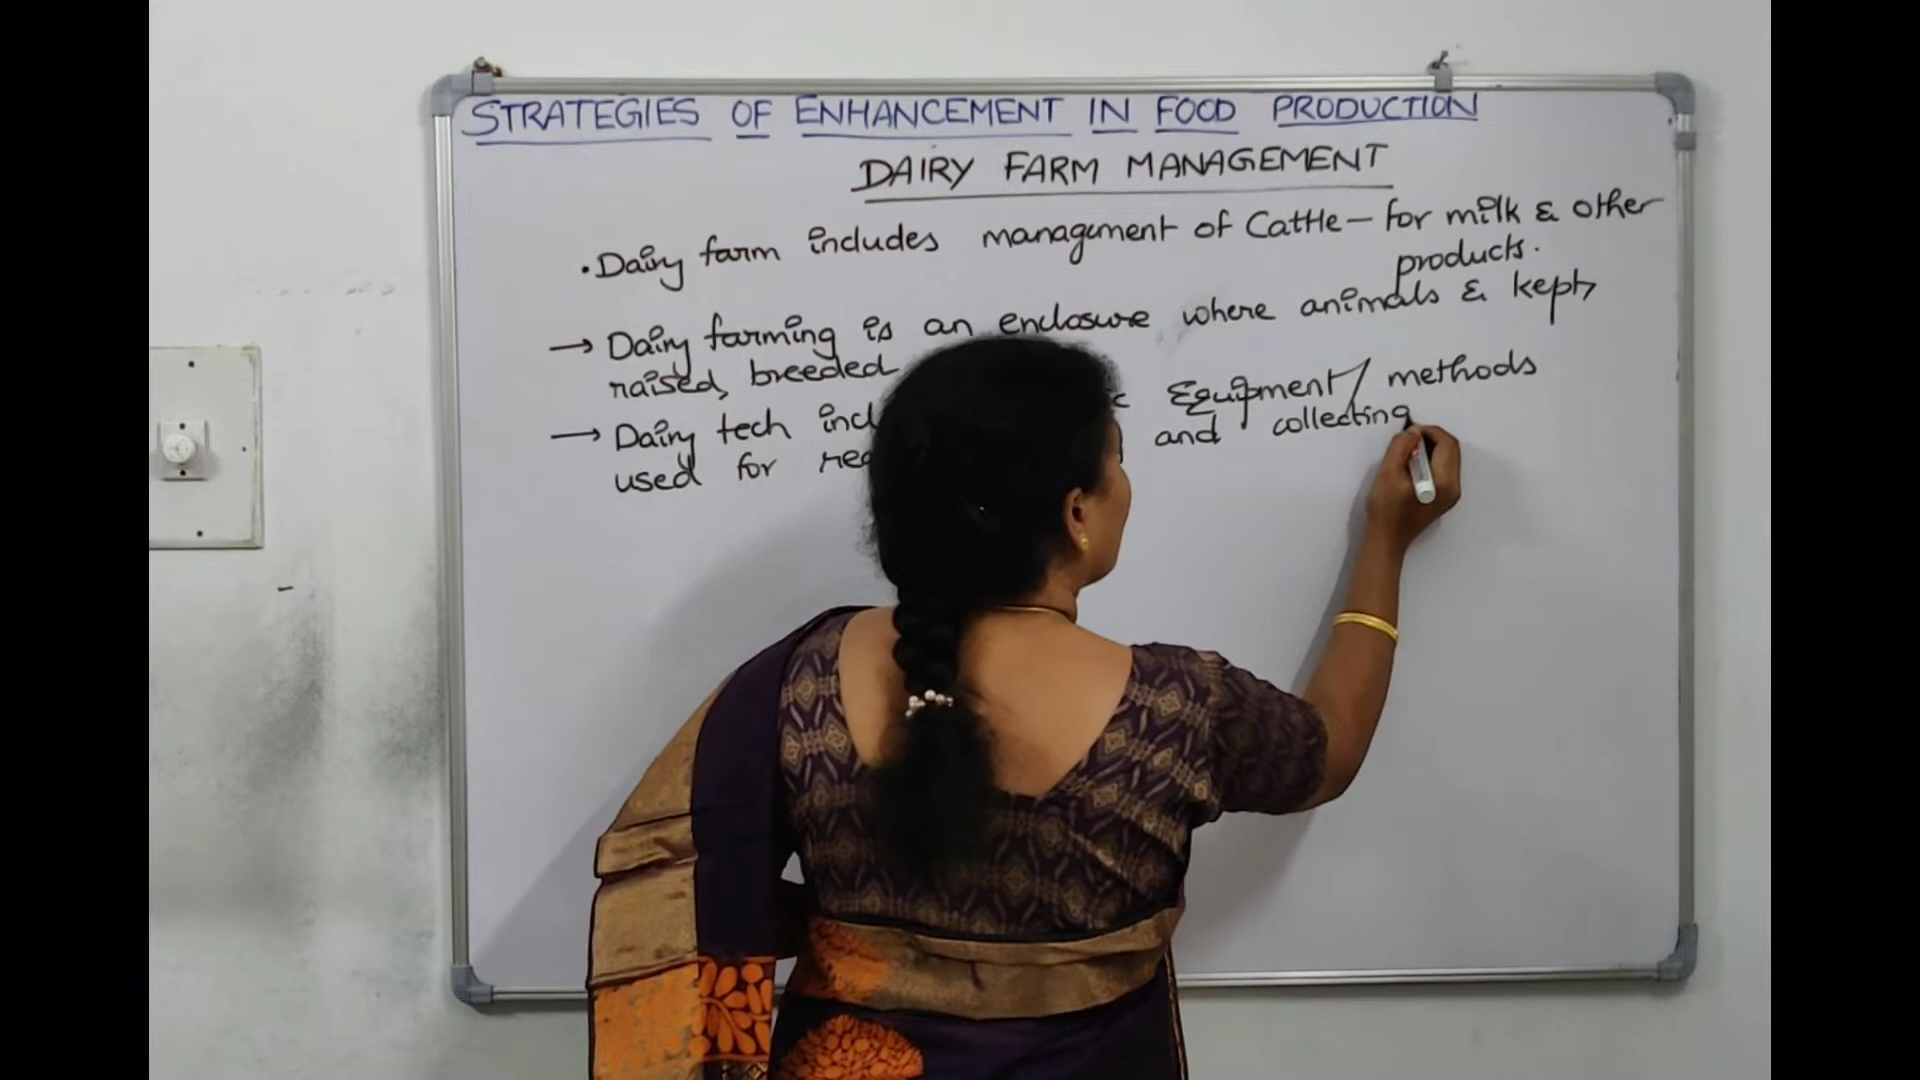 STRATEGIES OF ENHANCEMENT IN FOOD PRODUCTION
DAIRY FARM MANAGEMENT
• Dairy farm includes management of Cattle - for milk & other
products.
→ Dairy farming is an enclosure where animals & kept,
raised, breeded
→ Dairy tech Equipment / methods
used for and collecting